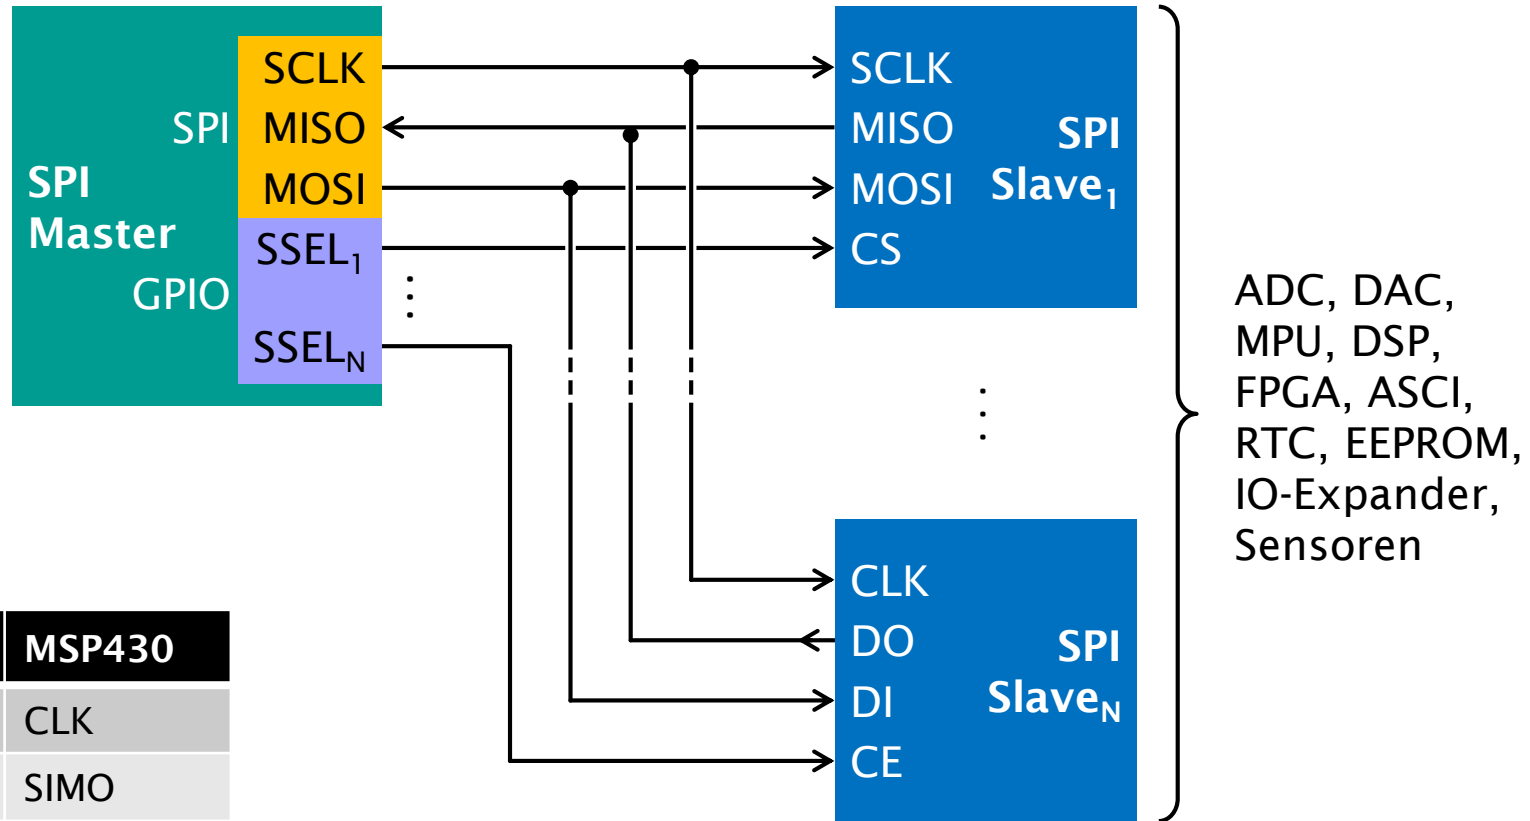 SPI
Master
SPI
GPIO
SCLK
MISO
MOSI
SSEL₁
⋮
SSELN
SCLK
MISO
MOSI
CS
SPI
Slave₁
⋮
CLK
DO
DI
CE
SPI
SlaveN
ADC, DAC,
MPU, DSP,
FPGA, ASCI,
RTC, EEPROM,
IO-Expander,
Sensoren
MSP430
CLK
SIMO